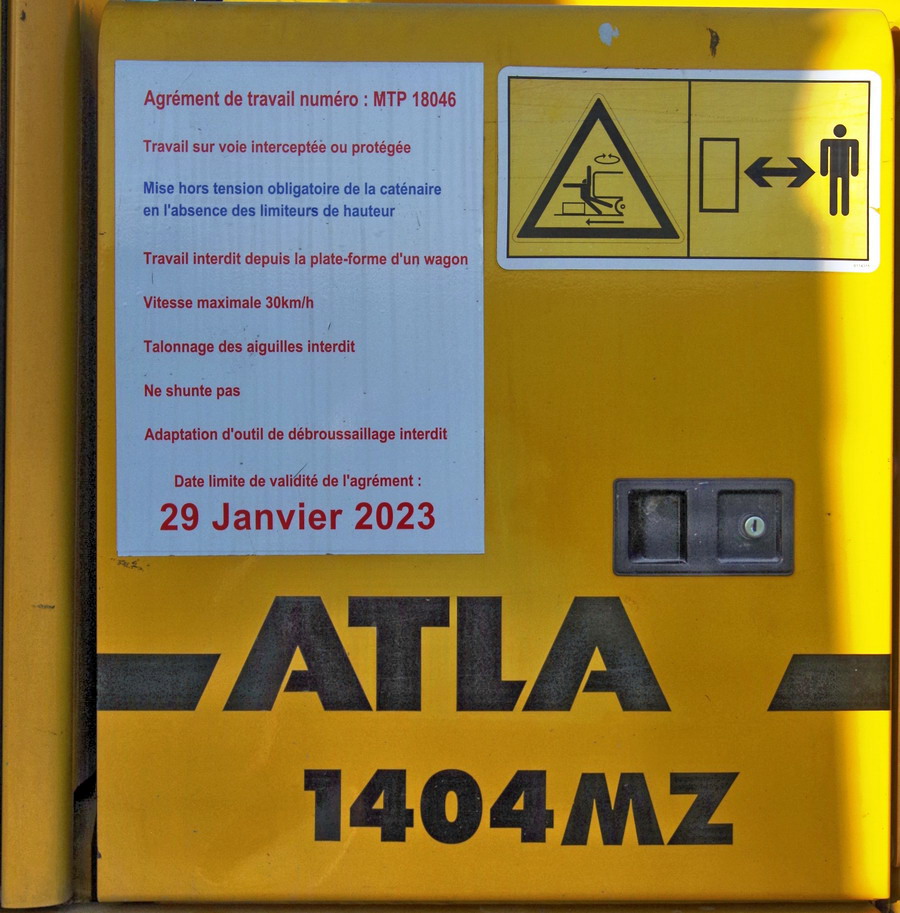 Agrément de travail numéro : MTP 18046
Travail sur voie interceptée ou protégée
Mise hors tension obligatoire de la caténaire
en l'absence des limiteurs de hauteur
Travail interdit depuis la plate-forme d'un wagon
Vitesse maximale 30km/h
Talonnage des aiguilles interdit
Ne shunte pas
Adaptation d'outil de débroussaillage interdit
Date limite de validité de l'agrément :
29 Janvier 2023
ATLA
1404MZ